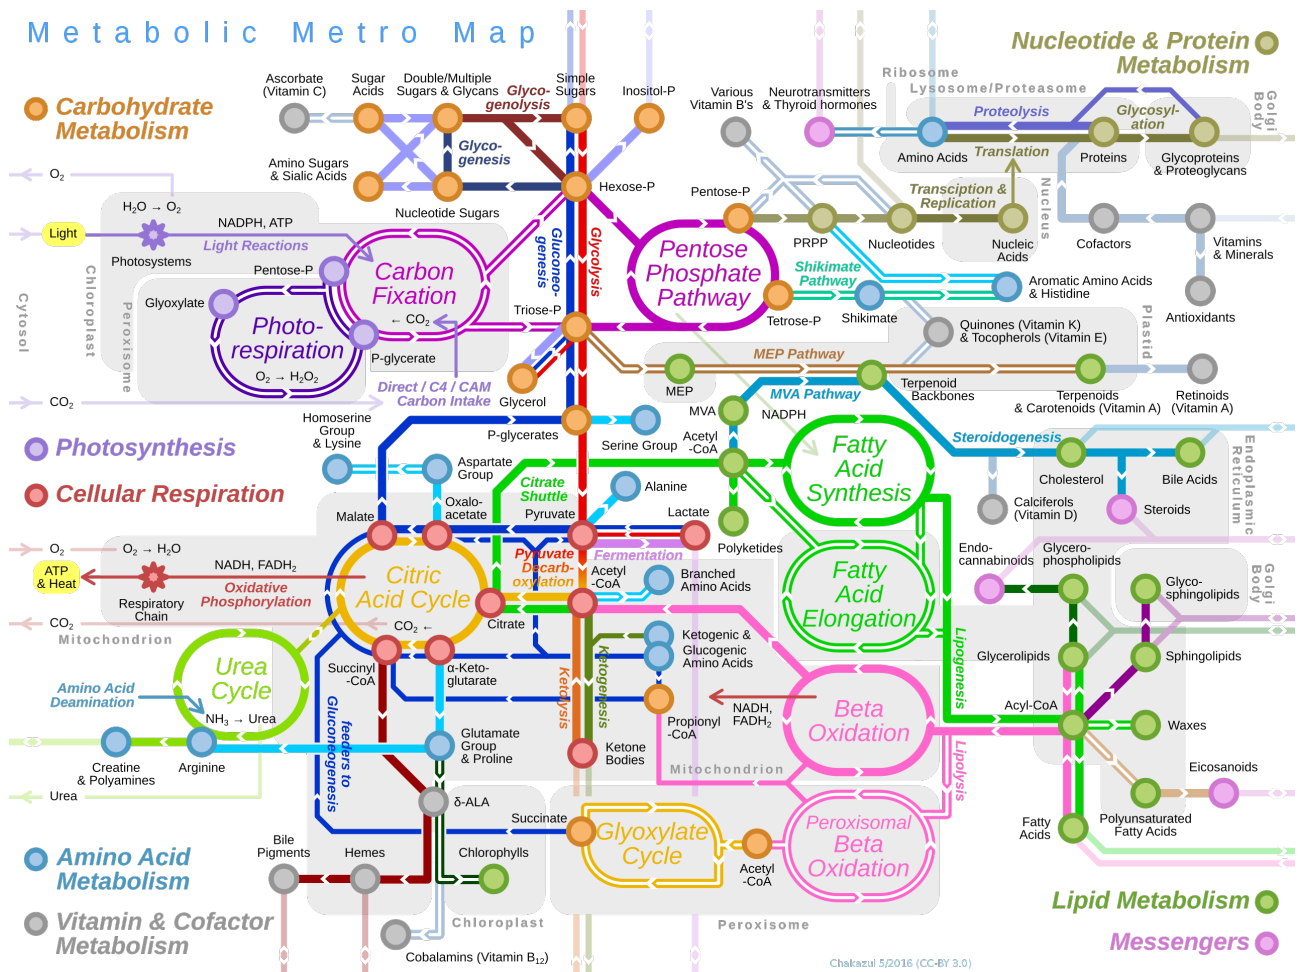 Metabolic Metro Map
Nucleotide & Protein
Metabolism
Carbohydrate
Metabolism
Ascorbate
(Vitamin C)
Sugar
Acids
Double/Multiple
Sugars & Glycans
Glyco-
genolysis
Simple
Sugars
Inositol-P
Various
Vitamin B's
Neurotransmitters
& Thyroid hormones
Ribosome
Lysosome/Proteasome
Proteolysis
Glycosyl-
ation
Golgi
Body
Amino Acids
Proteins
Glycoproteins
& Proteoglycans
Translation
Amino Sugars
& Sialic Acids
Glyco-
genesis
Nucleotide Sugars
Hexose-P
Pentose-P
Transciption &
Replication
Nucleus
PRPP
Nucleotides
Nucleic
Acids
Cofactors
Vitamins
& Minerals
Antioxidants
O2
H2O → O2
Light
NADPH, ATP
Light Reactions
Photosystems
Pentose-P
Carbon
Fixation
← CO2
Gluconeo-
genesis
Glycolysis
Pentose
Phosphate
Pathway
Shikimate
Pathway
Tetrose-P
Shikimate
Aromatic Amino Acids
& Histidine
Cytosol
Chloroplast
Peroxisome
Glyoxylate
Photo-
respiration
O2 → H2O2
P-glycerate
Triose-P
Quinones (Vitamin K)
& Tocopherols (Vitamin E)
Plastid
MEP Pathway
MEP
MVA Pathway
Terpenoid
Backbones
Terpenoids
& Carotenoids (Vitamin A)
Retinoids
(Vitamin A)
CO2
Direct / C4 / CAM
Carbon Intake
Glycerol
Homoserine
Group
& Lysine
P-glycerates
Serine Group
MVA
NADPH
Acetyl
-CoA
Fatty
Acid
Synthesis
Steroidogenesis
Cholesterol
Bile Acids
Endoplasmic
Reticulum
Calciferols
(Vitamin D)
Steroids
Photosynthesis
Cellular Respiration
Aspartate
Group
Citrate
Shuttle
Alanine
Malate
Oxalo-
acetate
Pyruvate
Lactate
Polyketides
Fermentation
Pyruvate
Decarb-
oxylation
Acetyl
-CoA
Branched
Amino Acids
O2
O2 → H2O
ATP
& Heat
NADH, FADH2
Oxidative
Phosphorylation
Respiratory
Chain
CO2
Mitochondrion
Citric
Acid Cycle
CO2 ←
Citrate
Fatty
Acid
Elongation
Endo-
cannabinoids
Glycero-
phospholipids
Glyco-
sphingolipids
Golgi
Body
Ketogenic &
Glucogenic
Amino Acids
Glycerolipids
Sphingolipids
Lipogenesis
Urea
Cycle
NH3 → Urea
Amino Acid
Deamination
Succinyl
-CoA
α-Keto-
glutarate
Ketolysis
Ketogenesis
Propionyl
-CoA
NADH,
FADH2
Beta
Oxidation
Acyl-CoA
Waxes
Creatine
& Polyamines
Arginine
feeders to
Gluconeogenesis
Glutamate
Group
& Proline
Ketone
Bodies
Mitochondrion
Lipolysis
Eicosanoids
Polyunsaturated
Fatty Acids
Urea
δ-ALA
Succinate
Glyoxylate
Cycle
Acetyl
-CoA
Peroxisomal
Beta
Oxidation
Fatty
Acids
Bile
Pigments
Hemes
Chlorophylls
Chloroplast
Peroxisome
Cobalamins (Vitamin B12)
Amino Acid
Metabolism
Vitamin & Cofactor
Metabolism
Lipid Metabolism
Messengers
Chakazul 5/2016 (CC-BY 3.0)